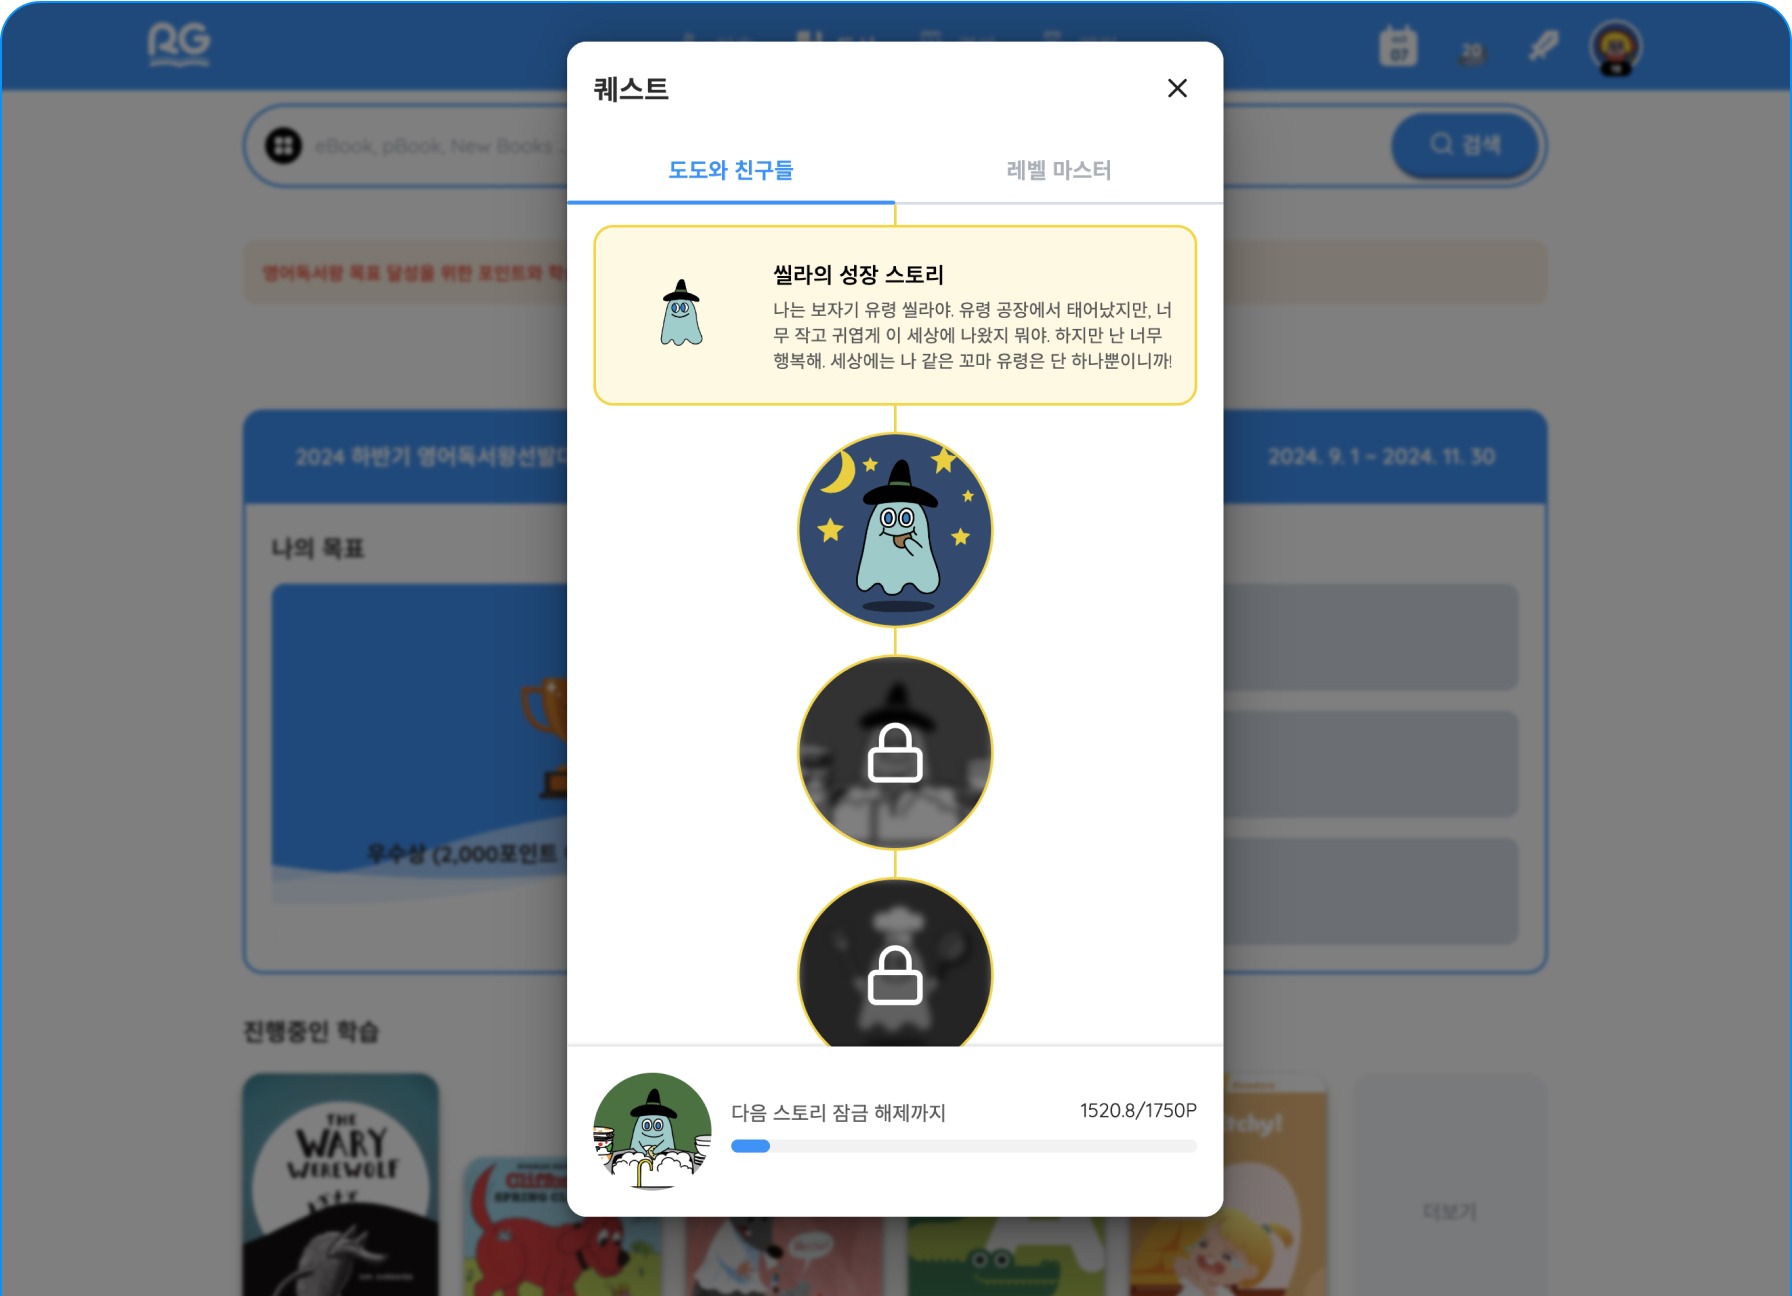 RG
07
20
퀘스트
eBook, pBook, New Books ...
검색
도도와 친구들
레벨 마스터
영어독서왕 목표 달성을 위한 포인트와
씰라의 성장 스토리
나는 보자기 유령 씰라야. 유령 공장에서 태어났지만, 너
무 작고 귀엽게 이 세상에 나왔지 뭐야. 하지만 난 너무
행복해. 세상에는 나 같은 꼬마 유령은 단 하나뿐이니까!
2024 하반기 영어독서왕선발대
2024. 9. 1 ~ 2024. 11. 30
나의 목표
우수상 (2,000포인트
진행중인 학습
다음 스토리 잠금 해제까지
1520.8/1750P
THE
WARY
WEREWOLF
Cliffo
SPRING CL
tchy!
더보기